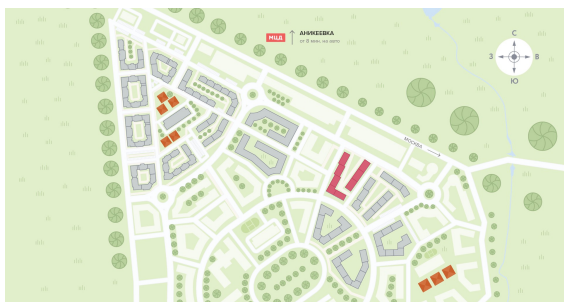 МЦД ↑ АНИКЕЕВКА
от 8 мин. на авто
С
З В
Ю
МОСКВА →